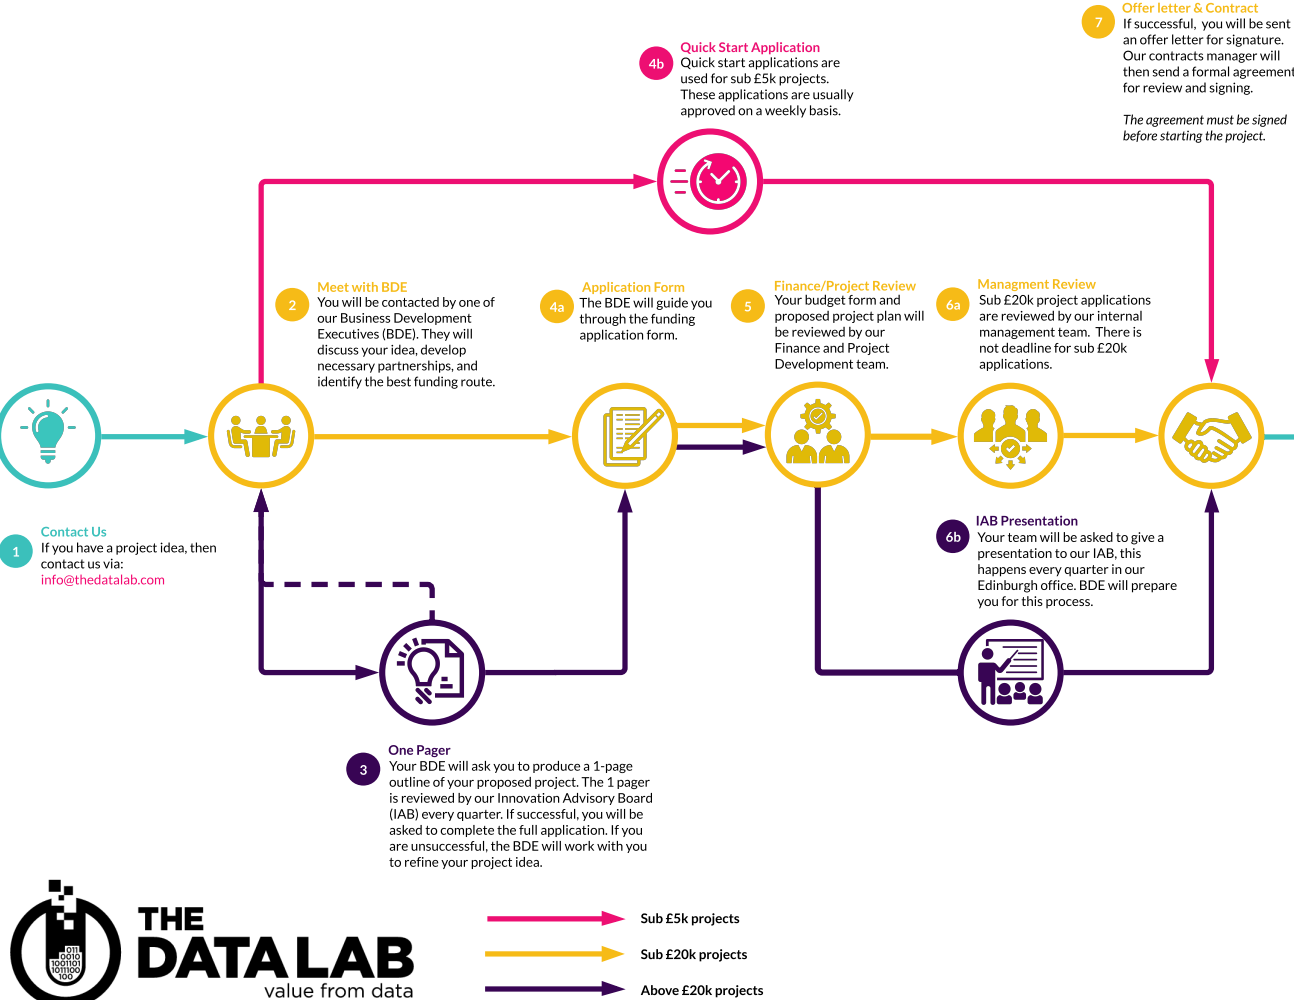 7
Offer letter & Contract
If successful, you will be sent
an offer letter for signature.
Our contracts manager will
then send a formal agreement
for review and signing.
The agreement must be signed
before starting the project.
4b
Quick Start Application
Quick start applications are
used for sub £5k projects.
These applications are usually
approved on a weekly basis.
2
Meet with BDE
You will be contacted by one of
our Business Development
Executives (BDE). They will
discuss your idea, develop
necessary partnerships, and
identify the best funding route.
4a
Application Form
The BDE will guide you
through the funding
application form.
5
Finance/Project Review
Your budget form and
proposed project plan will
be reviewed by our
Finance and Project
Development team.
6a
Managment Review
Sub £20k project applications
are reviewed by our internal
management team. There is
not deadline for sub £20k
applications.
1
Contact Us
If you have a project idea, then
contact us via:
info@thedatalab.com
6b
IAB Presentation
Your team will be asked to give a
presentation to our IAB, this
happens every quarter in our
Edinburgh office. BDE will prepare
you for this process.
3
One Pager
Your BDE will ask you to produce a 1-page
outline of your proposed project. The 1 pager
is reviewed by our Innovation Advisory Board
(IAB) every quarter. If successful, you will be
asked to complete the full application. If you
are unsuccessful, the BDE will work with you
to refine your project idea.
011
0010
1001101
1011100
100
THE
DATALAB
value from data
Sub £5k projects
Sub £20k projects
Above £20k projects